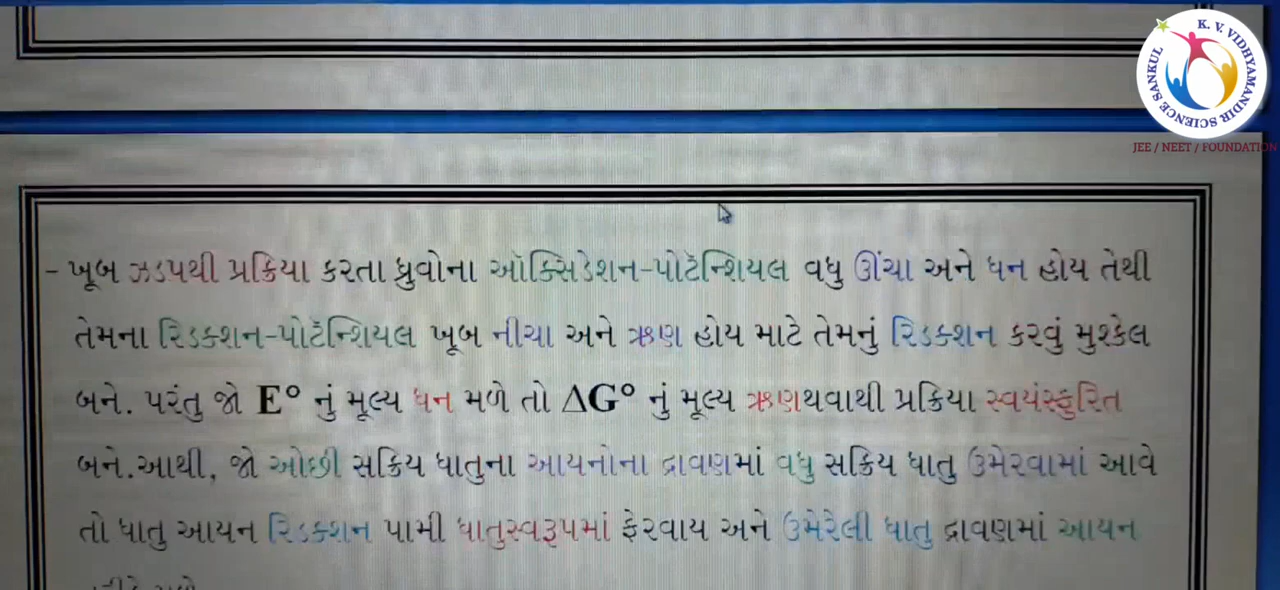 K. V. VIDHYAMANDIR SCIENCE SANKUL
JEE / NEET / FOUNDATION
- ખૂબ ઝડપથી પ્રક્રિયા કરતા ધ્રુવોના ઑક્સિડેશન-પોટૅન્શિયલ વધુ ઊંચા અને ધન હોય તેથી
તેમના રિડક્શન-પોટૅન્શિયલ ખૂબ નીચા અને ઋણ હોય માટે તેમનું રિડક્શન કરવું મુશ્કેલ
બને. પરંતુ જો E° નું મૂલ્ય ધન મળે તો ΔG° નું મૂલ્ય ઋણથવાથી પ્રક્રિયા સ્વયંસ્ફુરિત
બને.આથી, જો ઓછી સક્રિય ધાતુના આયનોના દ્રાવણમાં વધુ સક્રિય ધાતુ ઉમેરવામાં આવે
તો ધાતુ આયન રિડક્શન પામી ધાતુસ્વરૂપમાં ફેરવાય અને ઉમેરેલી ધાતુ દ્રાવણમાં આયન